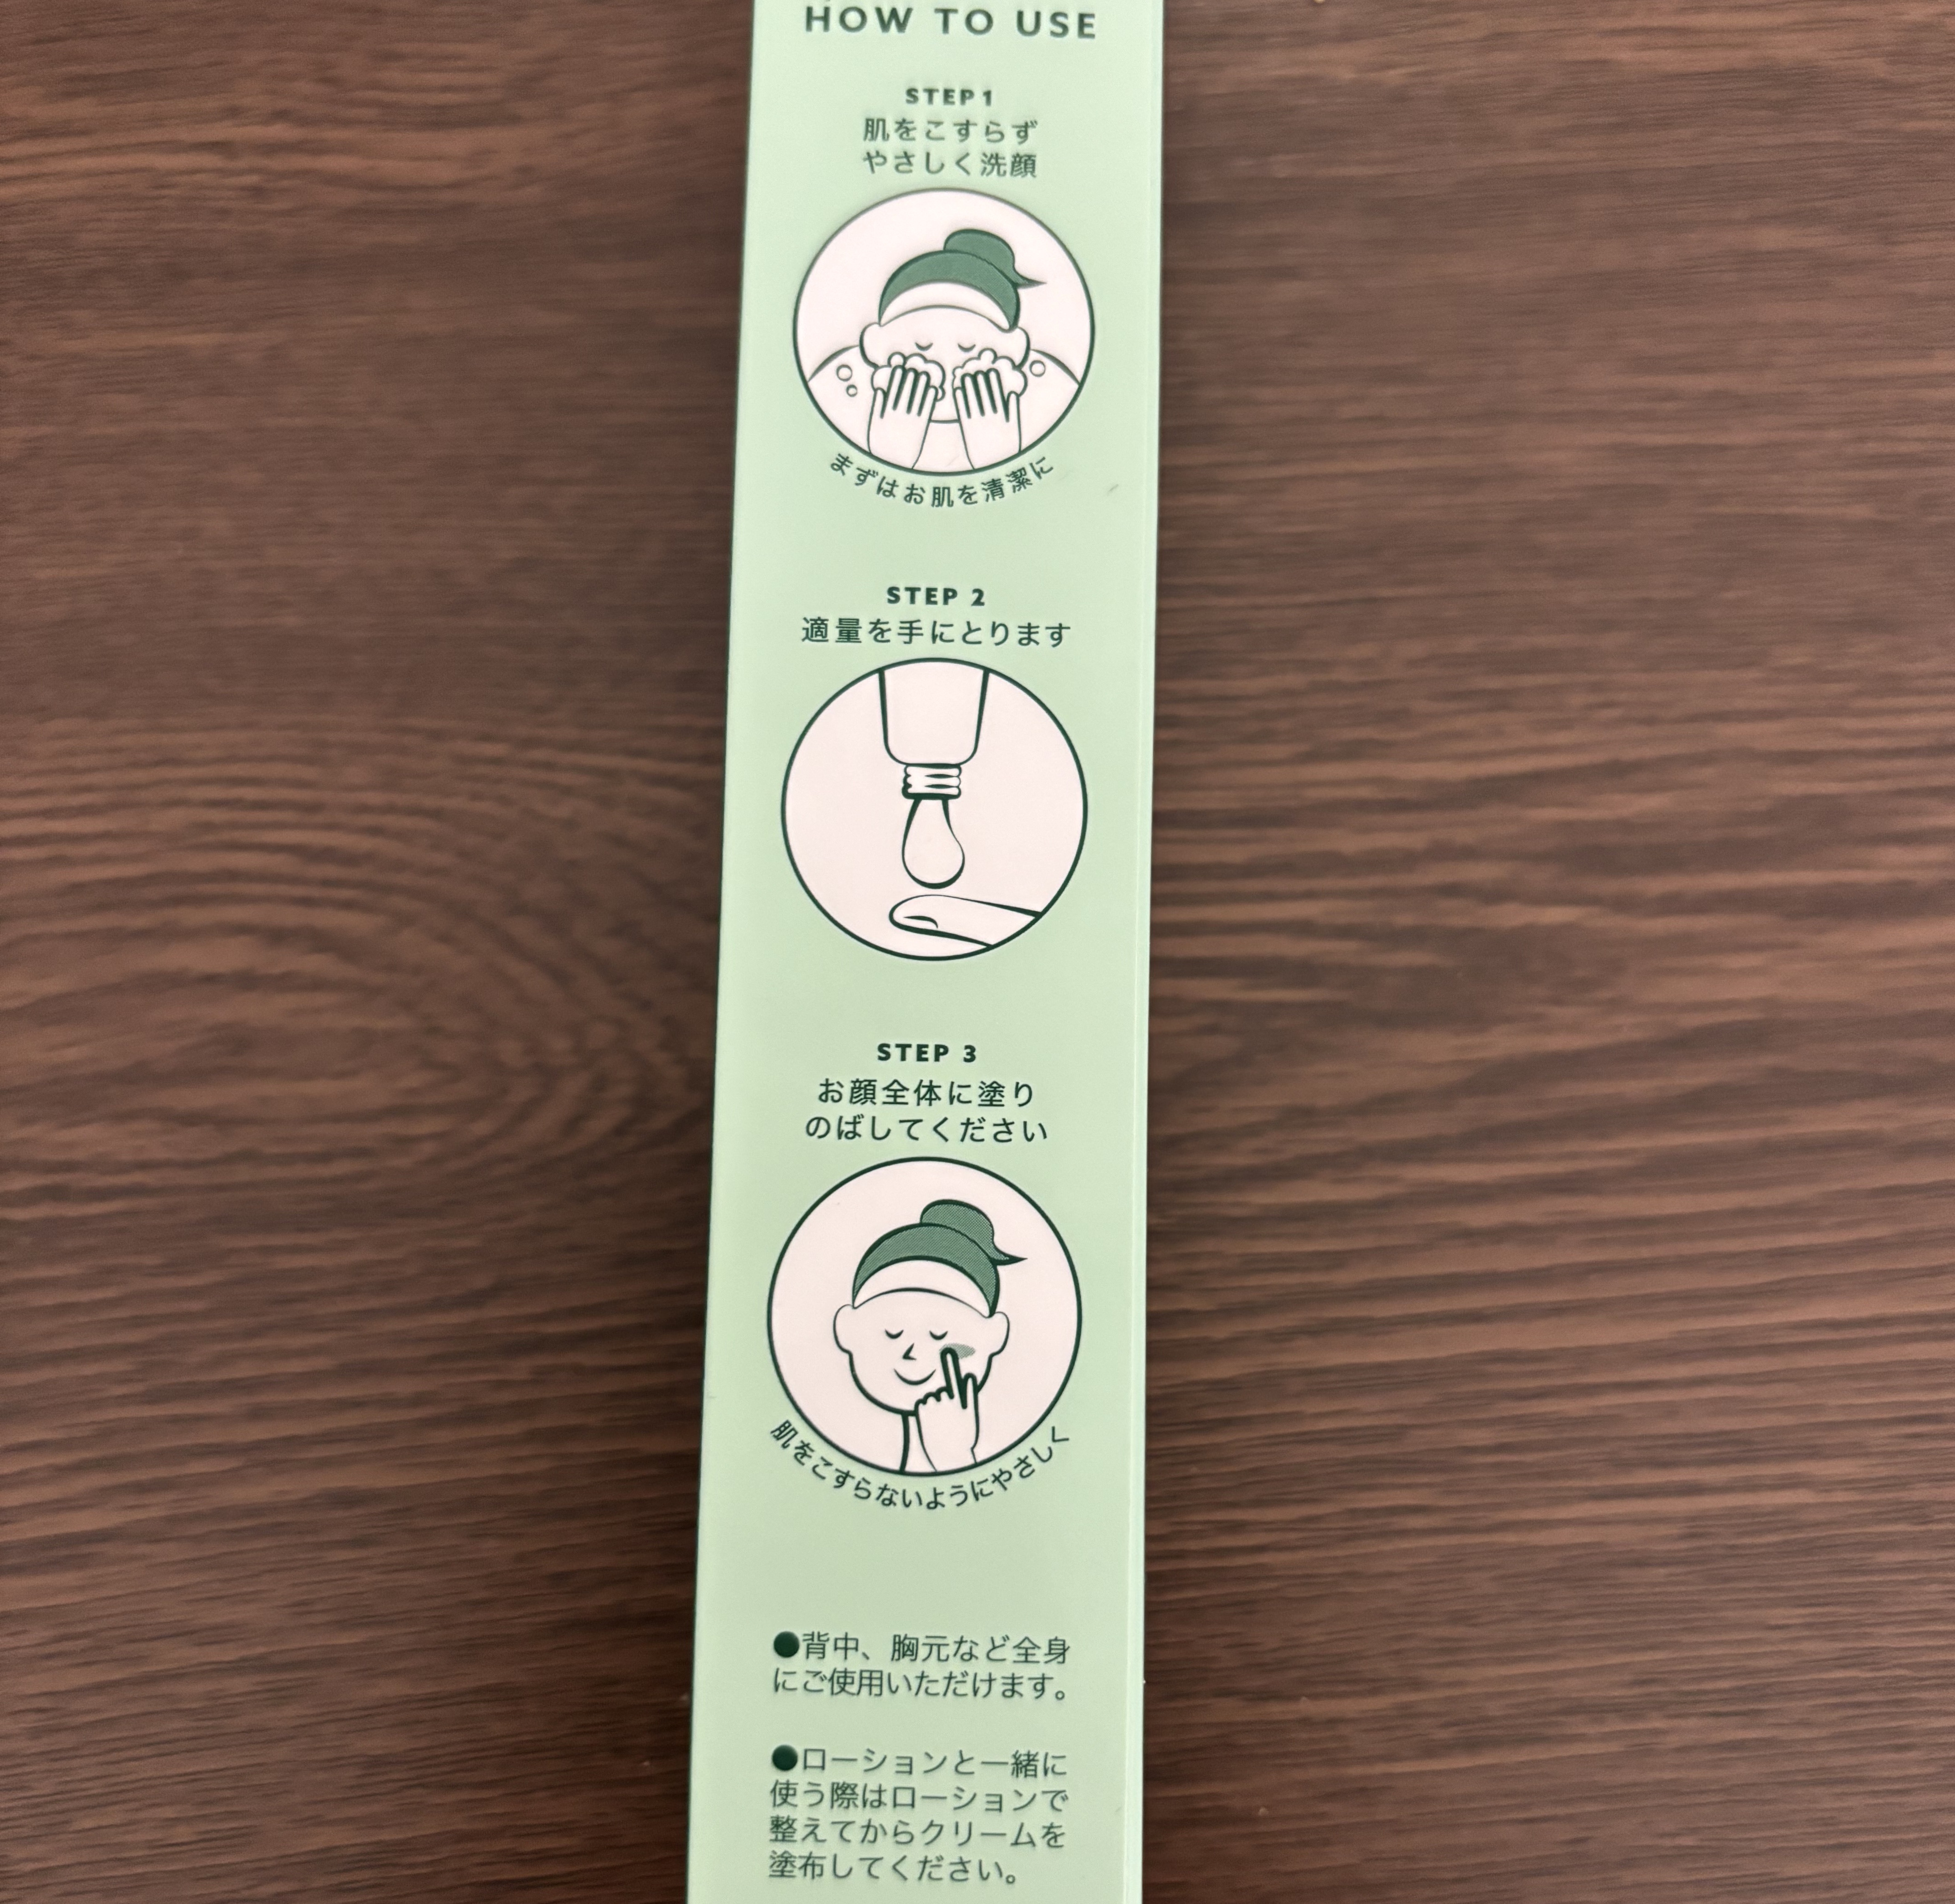 HOW TO USE
STEP 1
肌をこすらず
やさしく洗顔
まずはお肌を清潔に
STEP 2
適量を手にとります
STEP 3
お顔全体に塗り
のばしてください
肌をこすらないようにやさしく
●背中、胸元など全身
にご使用いただけます。
●ローションと一緒に
使う際はローションで
整えてからクリームを
塗布してください。